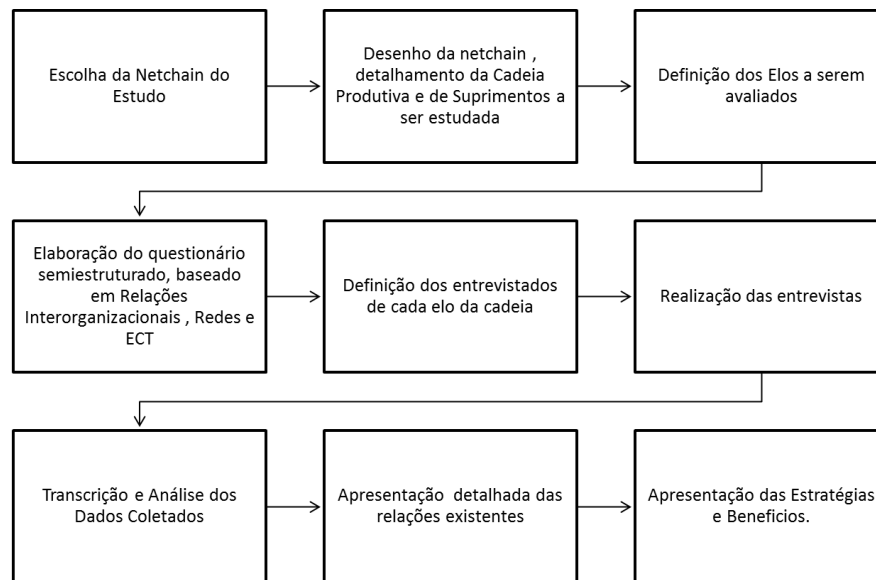 Escolha da Netchain do
Estudo
Desenho da netchain ,
detalhamento da Cadeia
Produtiva e de Suprimentos a
ser estudada
Definição dos Elos a serem
avaliados
Elaboração do questionário
semiestruturado, baseado
em Relações
Interorganizacionais , Redes e
ECT
Definição dos entrevistados
de cada elo da cadeia
Realização das entrevistas
Transcrição e Análise dos
Dados Coletados
Apresentação detalhada das
relações existentes
Apresentação das Estratégias
e Beneficios.